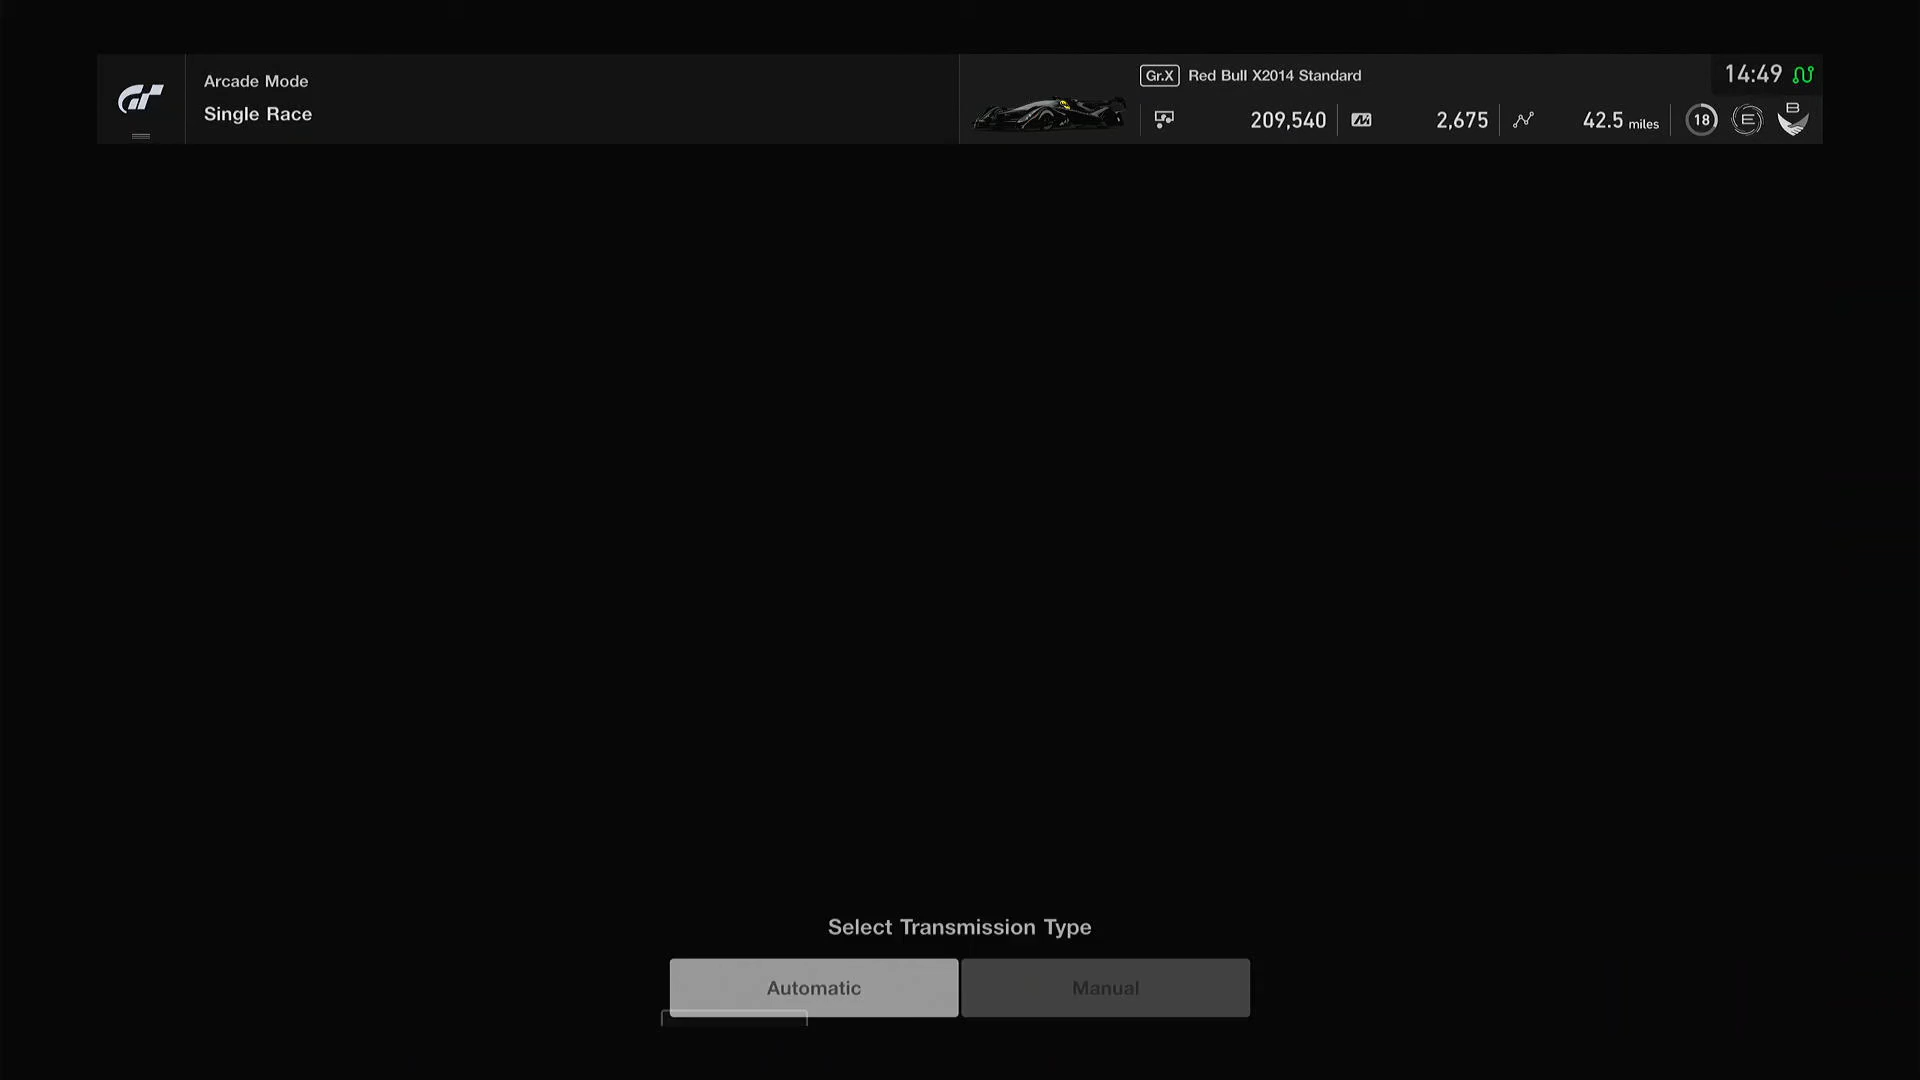 Arcade Mode
Single Race
Gr.X Red Bull X2014 Standard
14:49
209,540
2,675
42.5 miles
18
E
B
Select Transmission Type
Automatic
Manual